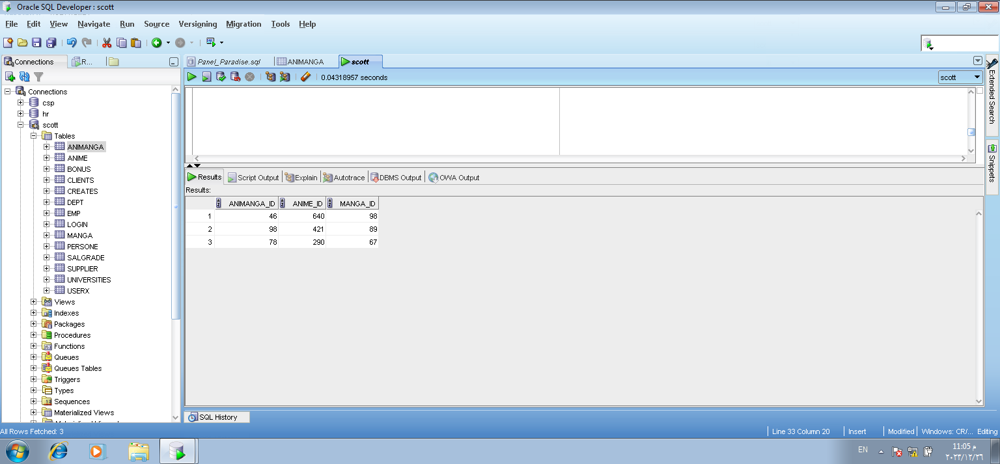 Oracle SQL Developer : scott
File Edit View Navigate Run Source Versioning Migration Tools Help
Connections R...
Panel_Paradise.sql ANIMANGA scott
0.04318957 seconds scott
Connections
csp
hr
scott
Tables
ANIMANGA
ANIME
BONUS
CLIENTS
CREATES
DEPT
EMP
LOGIN
MANGA
PERSONE
SALGRADE
SUPPLIER
UNIVERSITIES
USERX
Views
Indexes
Packages
Procedures
Functions
Queues
Queues Tables
Triggers
Types
Sequences
Materialized Views
Extended Search
Snippets
Results Script Output Explain Autotrace DBMS Output OWA Output
Results:
ANIMANGA_ID ANIME_ID MANGA_ID
1 46 640 98
2 98 421 89
3 78 290 67
SQL History
All Rows Fetched: 3 Line 33 Column 20 Insert Modified Windows: CR/... Editing
EN
11:05 م
٢٠٢٣/١٢/٢٦